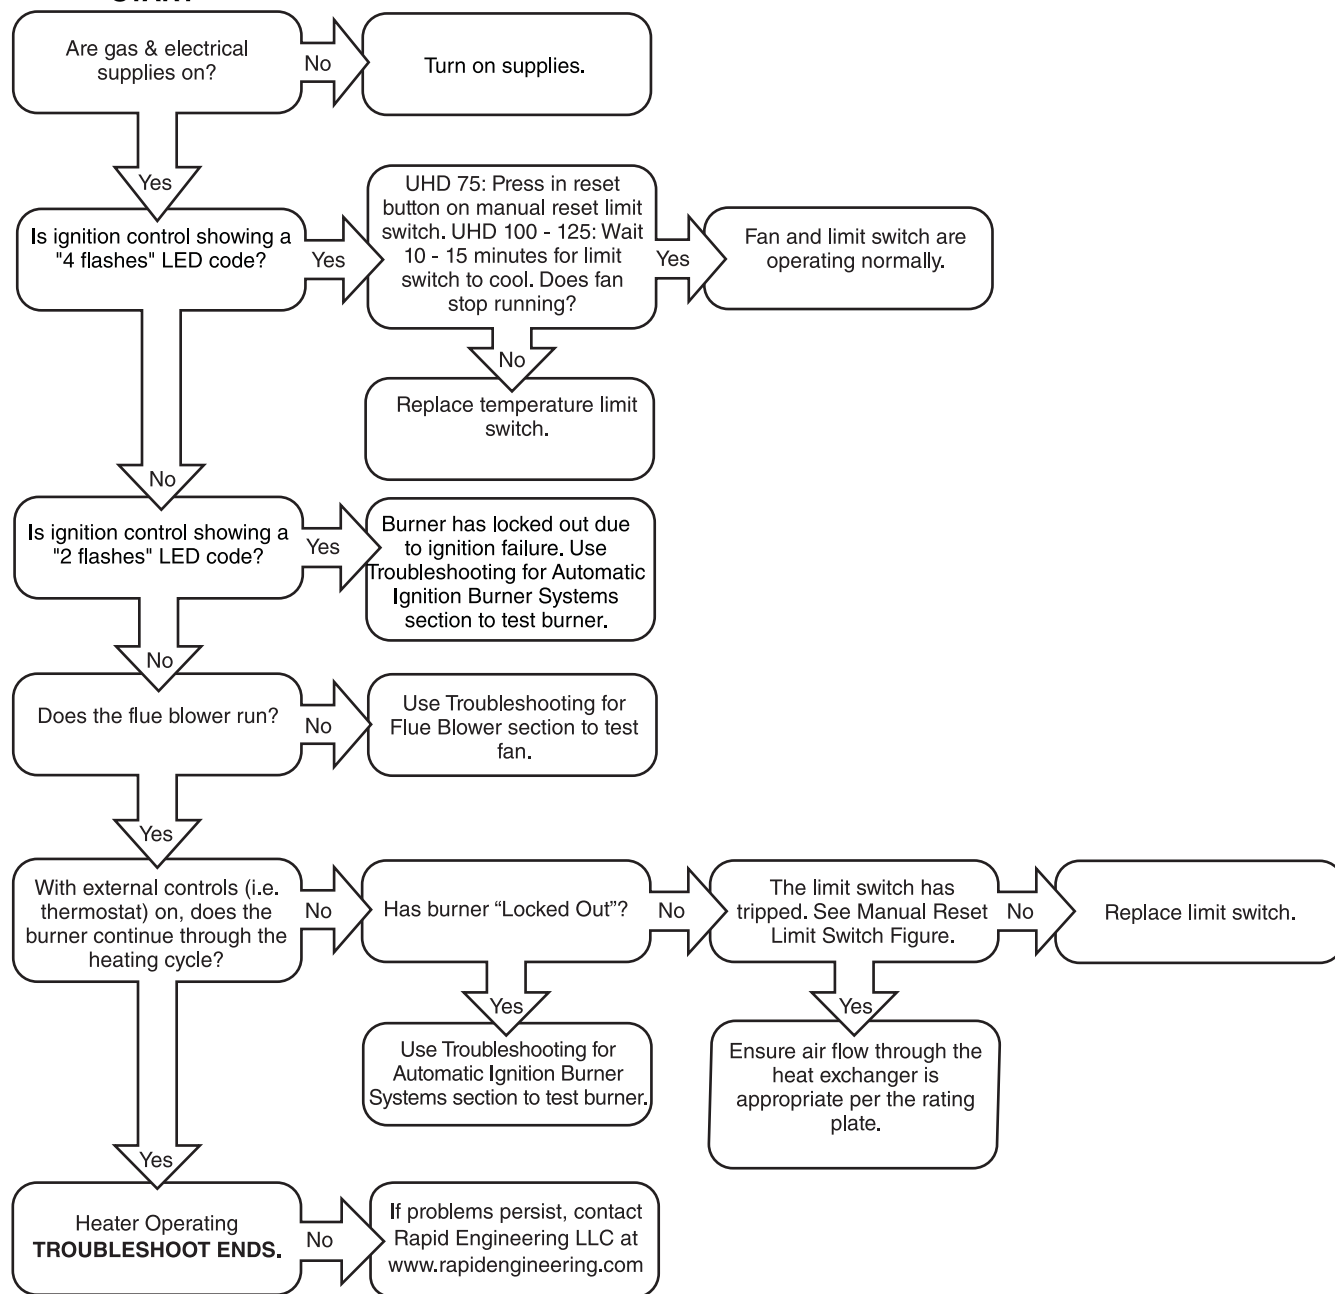 START
Are gas & electrical
supplies on?
No
Turn on supplies.
Yes
Is ignition control showing a
"4 flashes" LED code?
Yes
UHD 75: Press in reset
button on manual reset limit
switch. UHD 100 - 125: Wait
10 - 15 minutes for limit
switch to cool. Does fan
stop running?
Yes
Fan and limit switch are
operating normally.
No
Replace temperature limit
switch.
No
Is ignition control showing a
"2 flashes" LED code?
Yes
Burner has locked out due
to ignition failure. Use
Troubleshooting for Automatic
Ignition Burner Systems
section to test burner.
No
Does the flue blower run?
No
Use Troubleshooting for
Flue Blower section to test
fan.
Yes
With external controls (i.e.
thermostat) on, does the
burner continue through the
heating cycle?
No
Has burner “Locked Out”?
No
The limit switch has
tripped. See Manual Reset
Limit Switch Figure.
No
Replace limit switch.
Yes
Use Troubleshooting for
Automatic Ignition Burner
Systems section to test burner.
Yes
Ensure air flow through the
heat exchanger is
appropriate per the rating
plate.
Yes
Heater Operating
TROUBLESHOOT ENDS.
No
If problems persist, contact
Rapid Engineering LLC at
www.rapidengineering.com